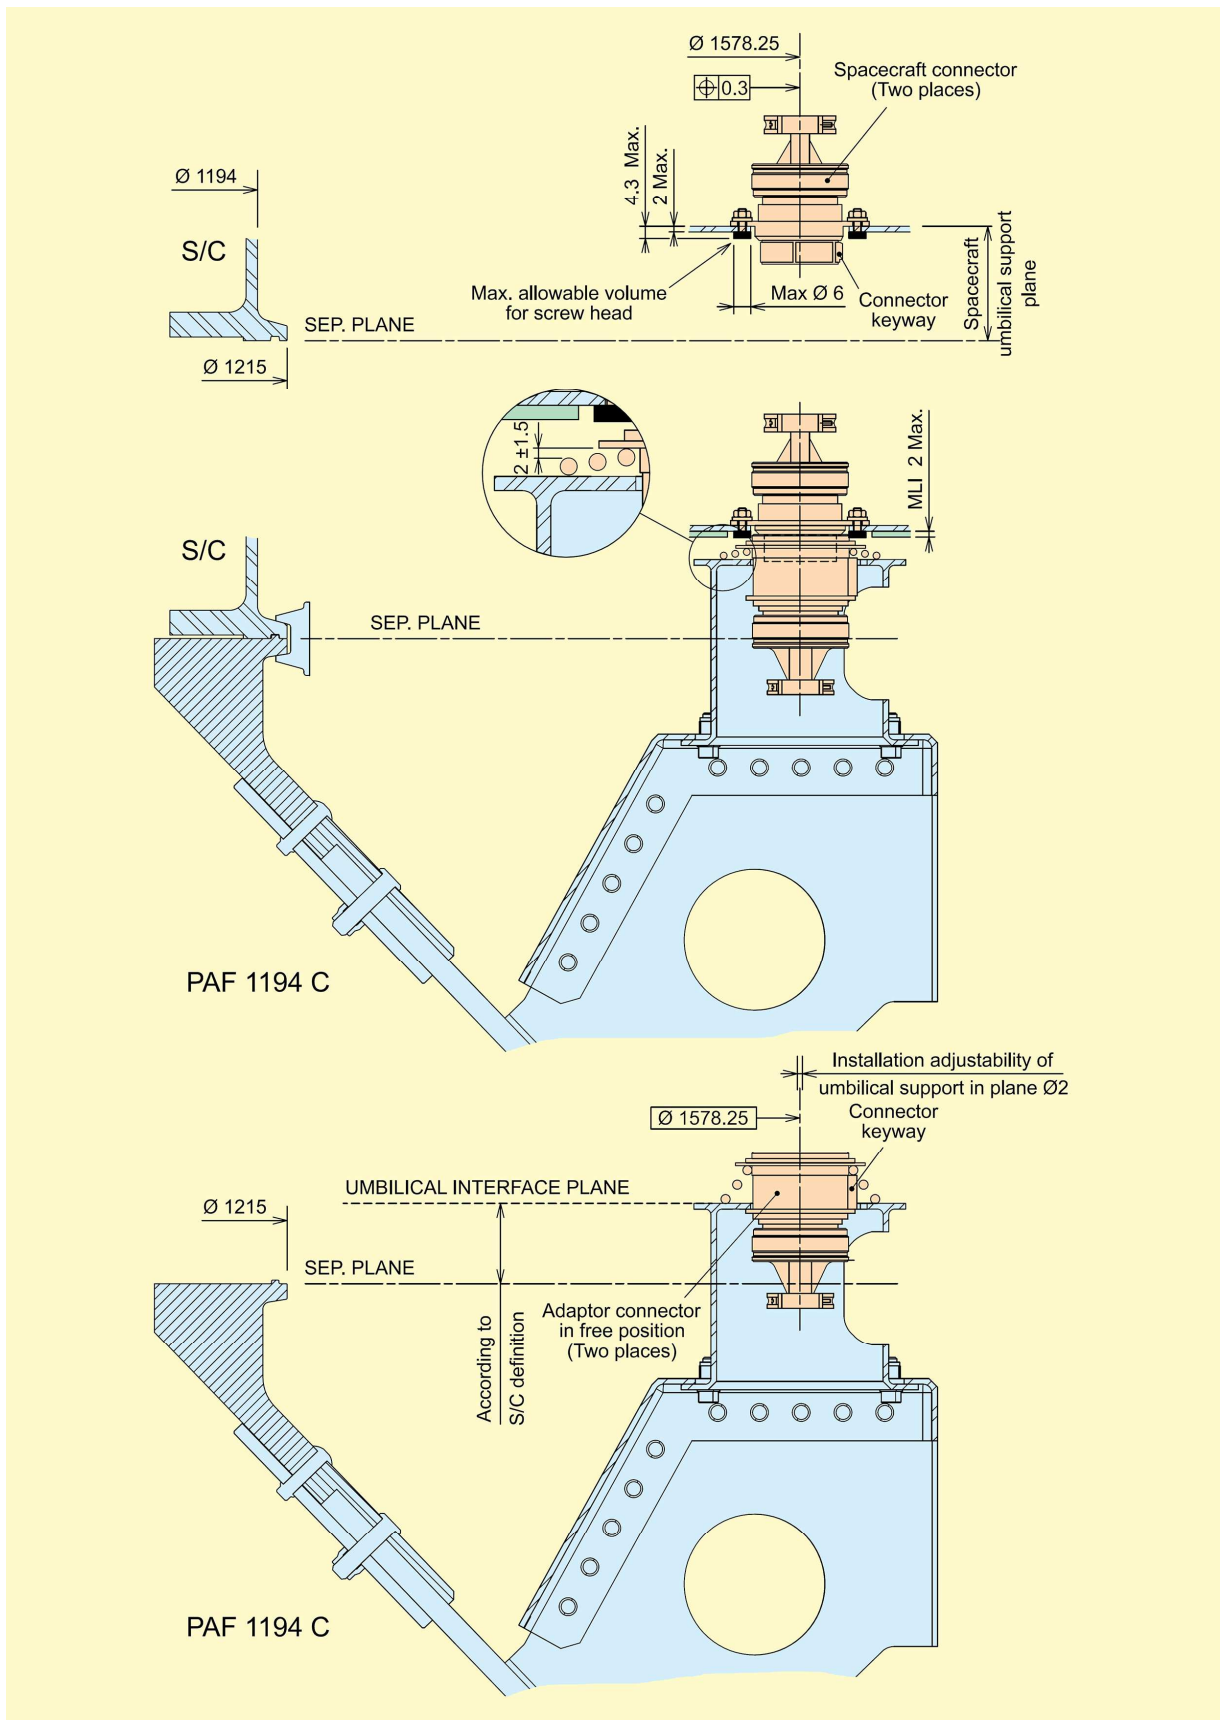 Ø 1578.25
⌖ 0.3
Spacecraft connector
(Two places)
4.3 Max.
2 Max.
Ø 1194
S/C
Max. allowable volume
for screw head
Max Ø 6
Connector
keyway
Spacecraft
umbilical support
plane
SEP. PLANE
Ø 1215
2 ±1.5
MLI 2 Max.
S/C
SEP. PLANE
PAF 1194 C
Installation adjustability of
umbilical support in plane Ø2
Ø 1578.25
Connector
keyway
UMBILICAL INTERFACE PLANE
Ø 1215
SEP. PLANE
According to
S/C definition
Adaptor connector
in free position
(Two places)
PAF 1194 C